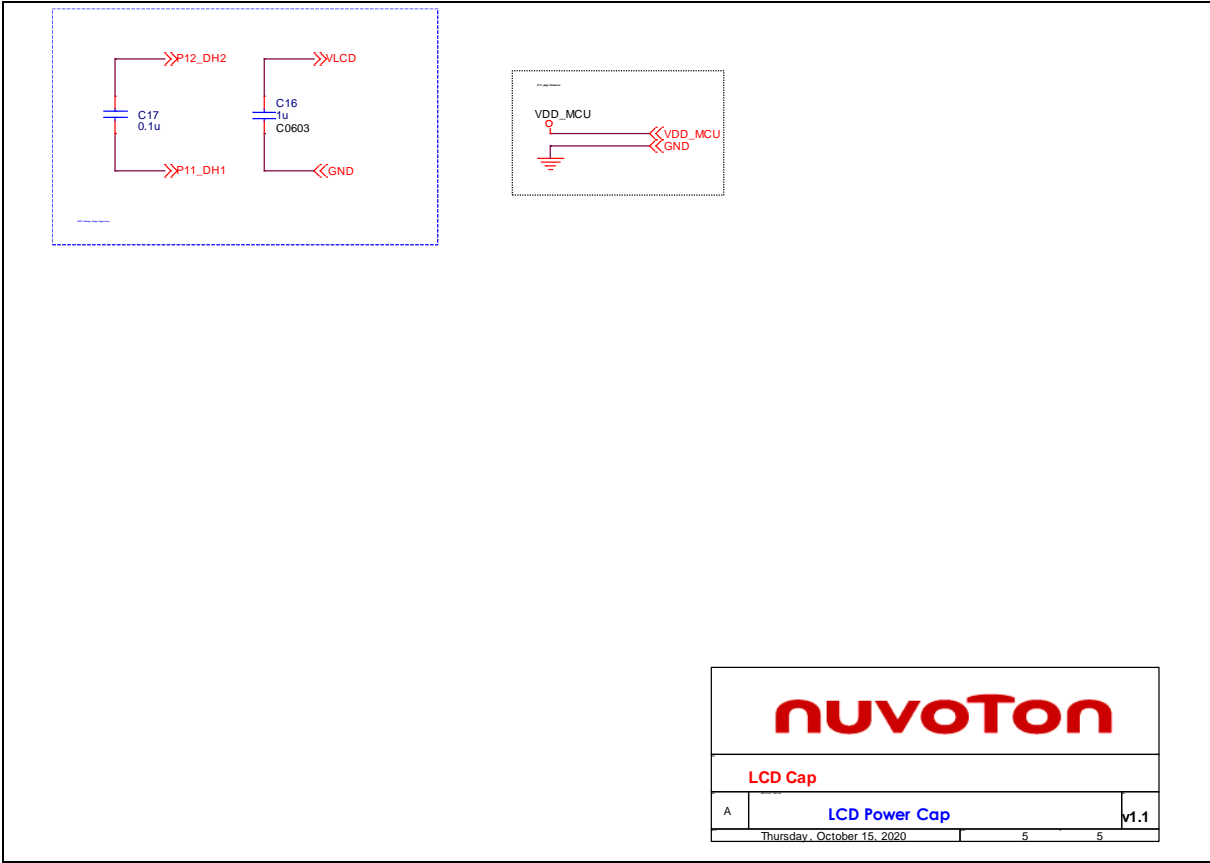 P12_DH2
C17
0.1u
P11_DH1
VLCD
C16
1u
C0603
GND
VDD_MCU
VDD_MCU
GND
nuvoTon
LCD Cap
A
LCD Power Cap
v1.1
Thursday, October 15, 2020
5
5